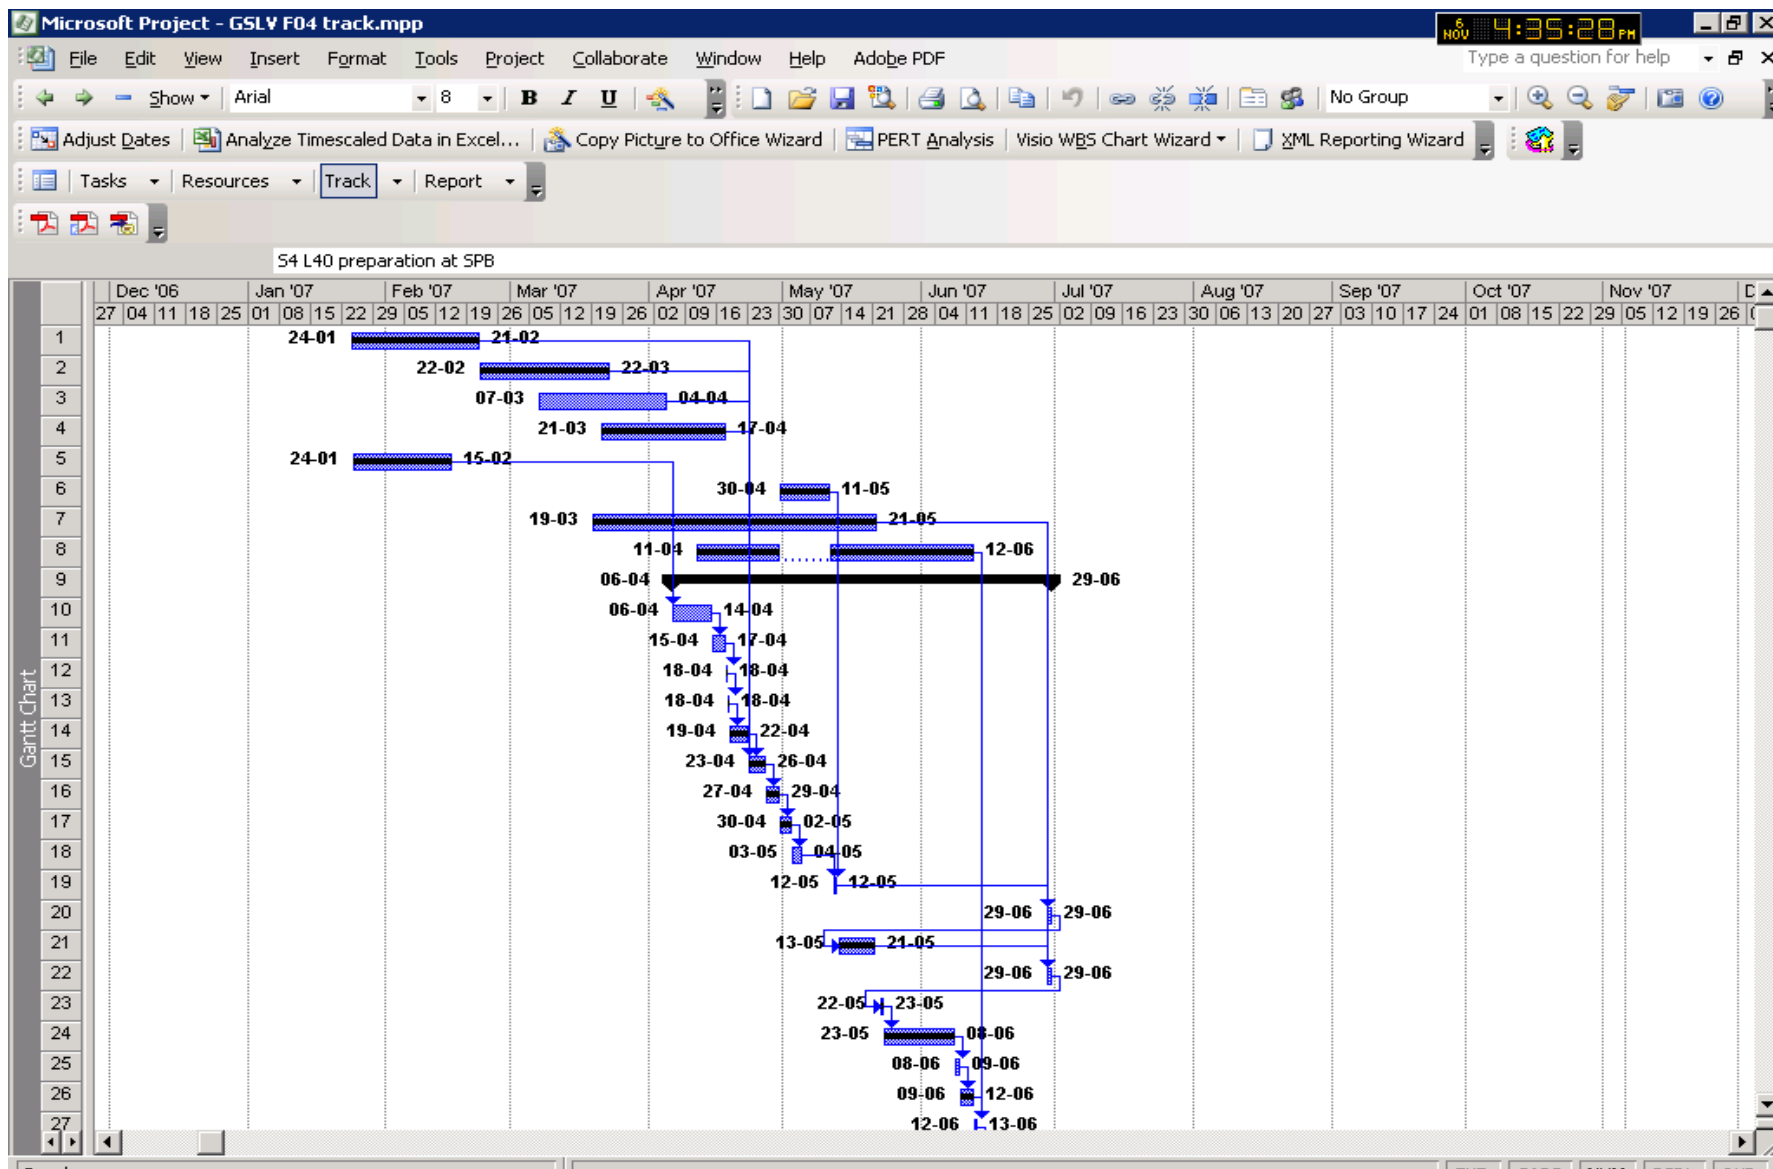 Microsoft Project - GSLV F04 track.mpp
6 NOV 4:35:28 PM
File Edit View Insert Format Tools Project Collaborate Window Help Adobe PDF
Type a question for help
Show Arial 8 B I U No Group
Adjust Dates Analyze Timescaled Data in Excel... Copy Picture to Office Wizard PERT Analysis Visio WBS Chart Wizard XML Reporting Wizard
Tasks Resources Track Report
S4 L40 preparation at SPB
Dec '06 Jan '07 Feb '07 Mar '07 Apr '07 May '07 Jun '07 Jul '07 Aug '07 Sep '07 Oct '07 Nov '07 D
27 04 11 18 25 01 08 15 22 29 05 12 19 26 05 12 19 26 02 09 16 23 30 07 14 21 28 04 11 18 25 02 09 16 23 30 06 13 20 27 03 10 17 24 01 08 15 22 29 05 12 19 26
Gantt Chart
1 24-01 21-02
2 22-02 22-03
3 07-03 04-04
4 21-03 17-04
5 24-01 15-02
6 30-04 11-05
7 19-03 21-05
8 11-04 12-06
9 06-04 29-06
10 06-04 14-04
11 15-04 17-04
12 18-04 18-04
13 18-04 18-04
14 19-04 22-04
15 23-04 26-04
16 27-04 29-04
17 30-04 02-05
18 03-05 04-05
19 12-05 12-05
20 29-06 29-06
21 13-05 21-05
22 29-06 29-06
23 22-05 23-05
24 23-05 08-06
25 08-06 09-06
26 09-06 12-06
27 12-06 13-06